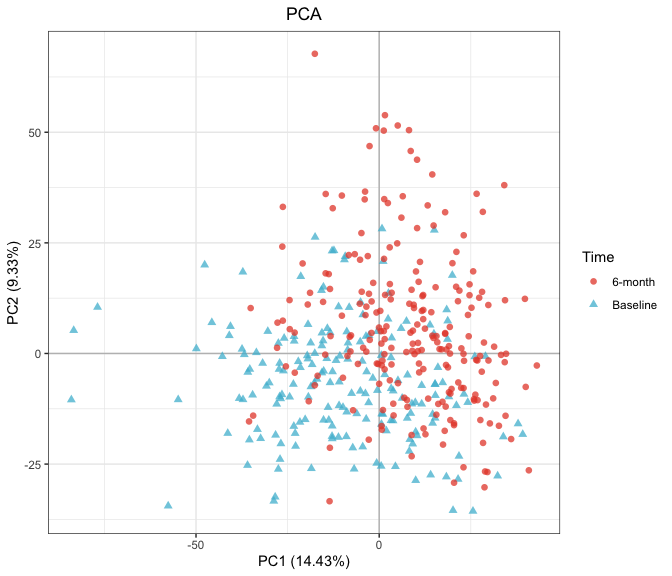 PCA
50
25
0
-25
PC2 (9.33%)
-50
0
PC1 (14.43%)
Time
6-month
Baseline